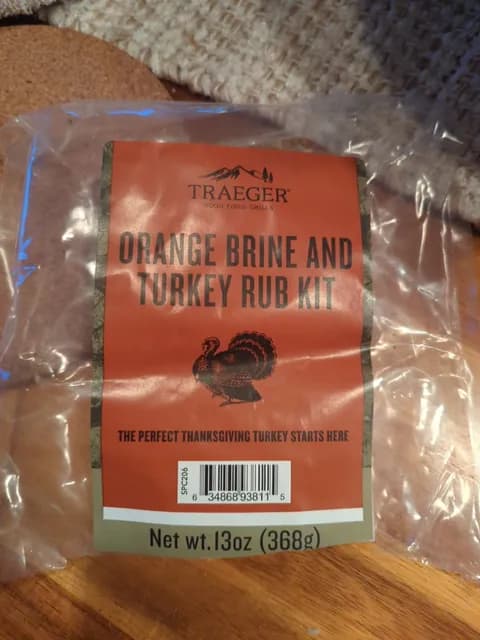 TRAEGER
WOOD FIRED GRILLS
ORANGE BRINE AND
TURKEY RUB KIT
THE PERFECT THANKSGIVING TURKEY STARTS HERE
SPC206
6 34868 93811 5
Net wt.13oz (368g)